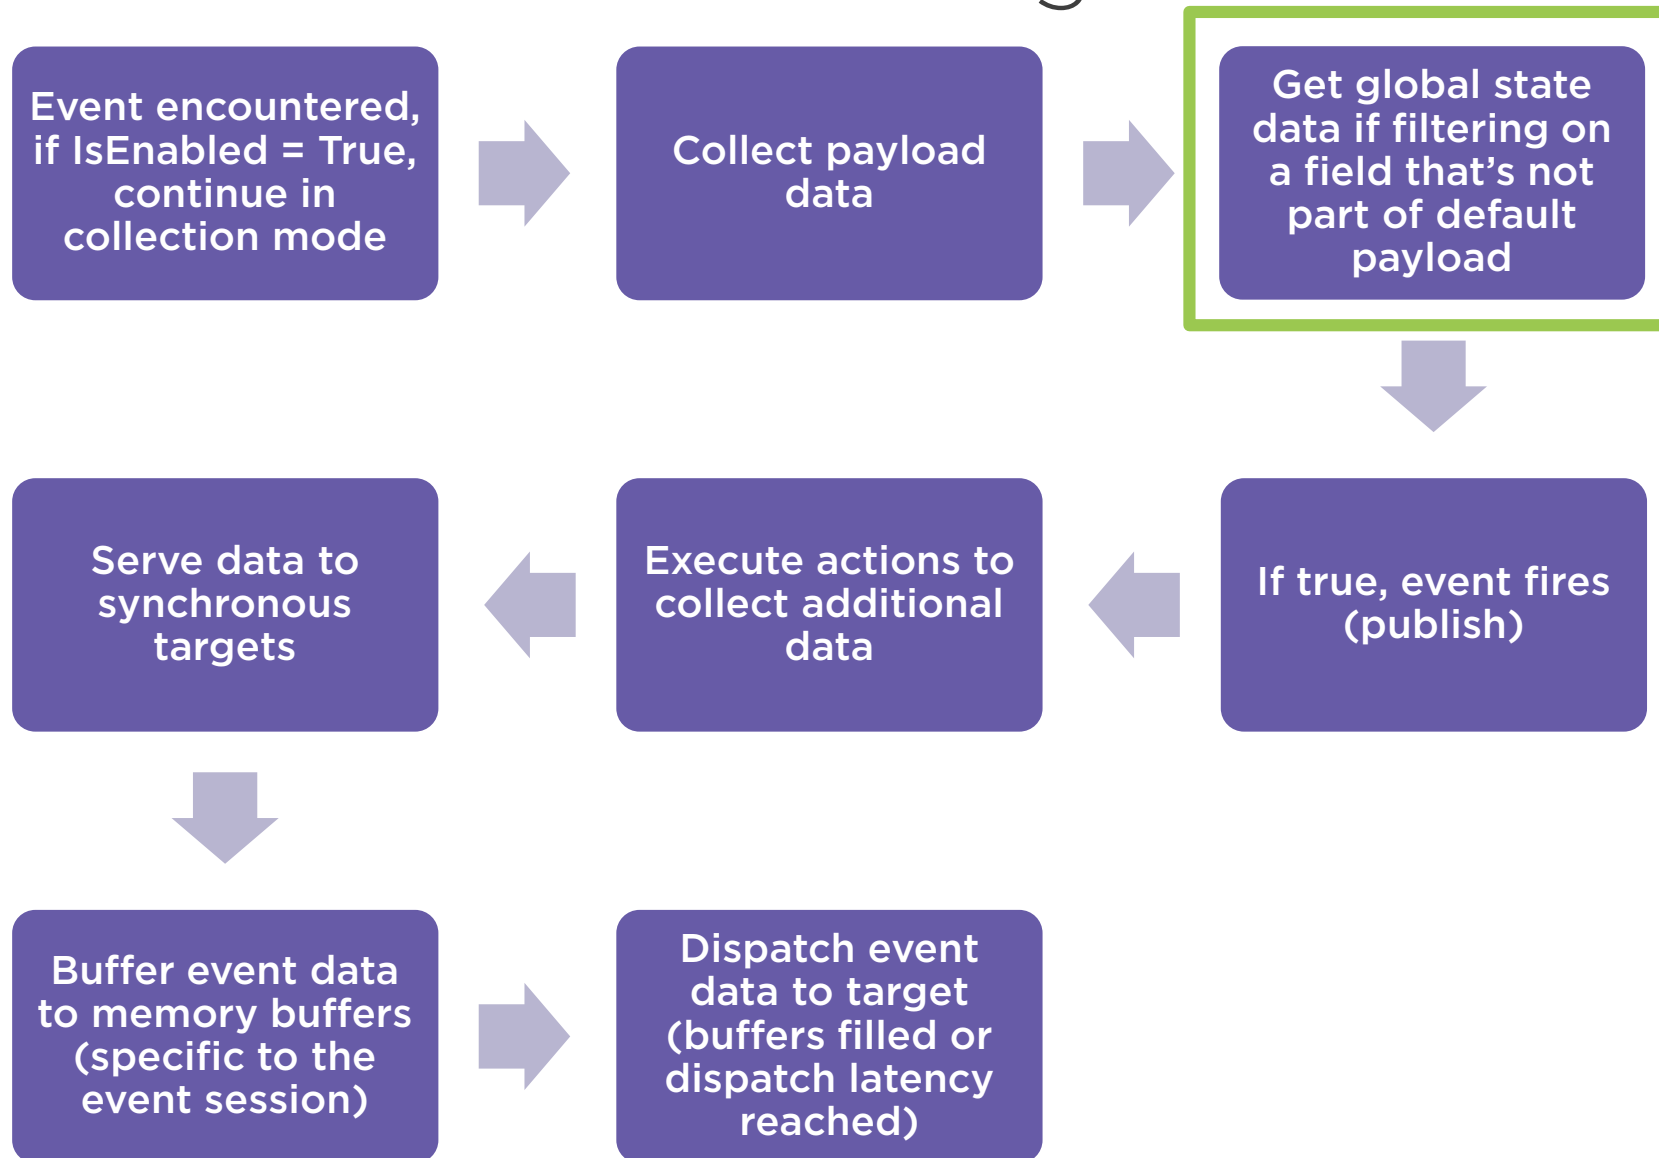 Event encountered,
if IsEnabled = True,
continue in
collection mode
Collect payload
data
Get global state
data if filtering on
a field that’s not
part of default
payload
If true, event fires
(publish)
Execute actions to
collect additional
data
Serve data to
synchronous
targets
Buffer event data
to memory buffers
(specific to the
event session)
Dispatch event
data to target
(buffers filled or
dispatch latency
reached)